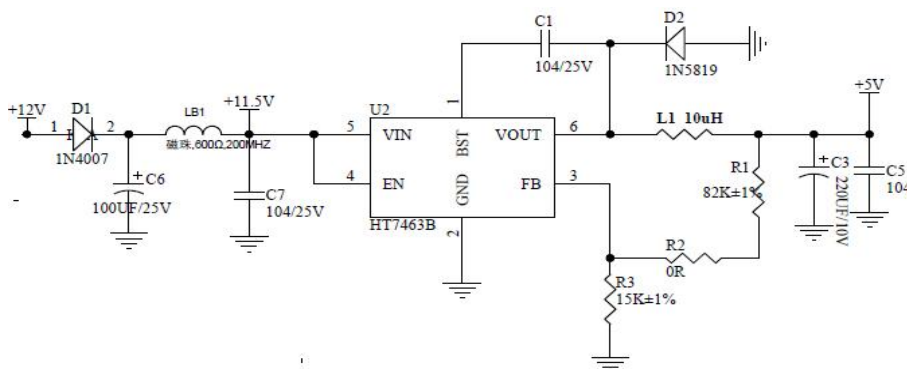 C1
104/25V
D2
1N5819
+12V
D1
1
2
1N4007
LB1
磁珠,600Ω,200MHZ
+11.5V
U2
1
5
VIN
BST
VOUT
6
4
EN
GND
FB
3
HT7463B
2
L1 10uH
+5V
C6
100UF/25V
C7
104/25V
R1
82K±1%
C3
220UF/10V
C5
104
R2
0R
R3
15K±1%